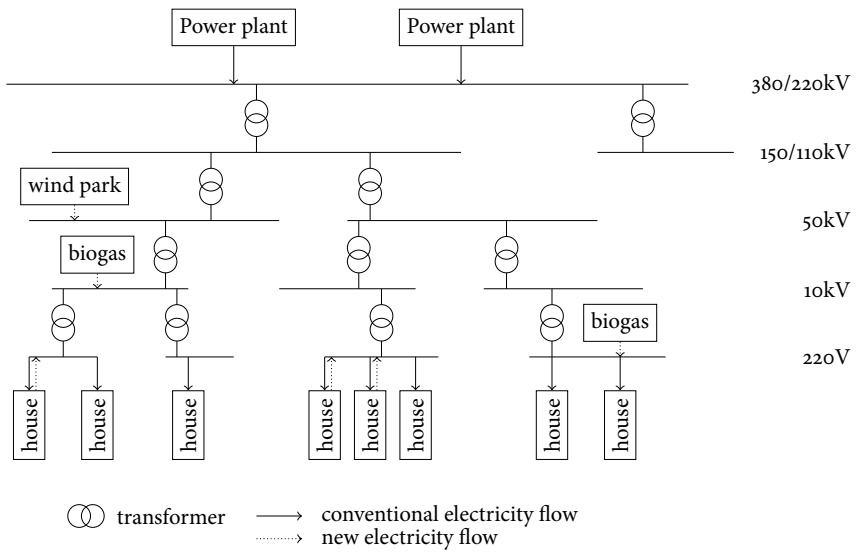 Power plant Power plant
380/220kV
150/110kV
wind park
50kV
biogas
10kV
biogas
220V
house house house house house house house house
transformer conventional electricity flow
new electricity flow